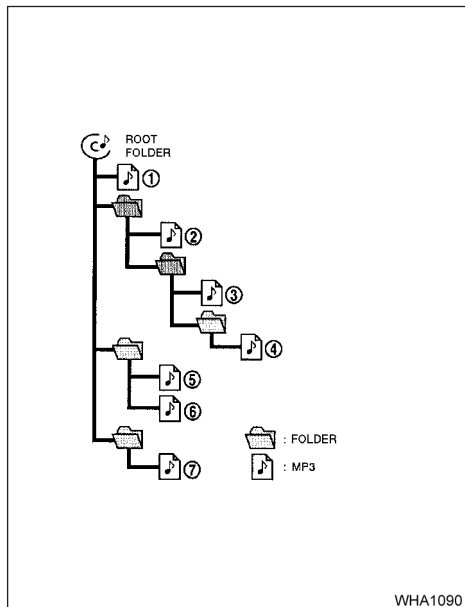 ROOT
FOLDER
①
②
③
④
⑤
⑥
: FOLDER
⑦
: MP3
WHA1090